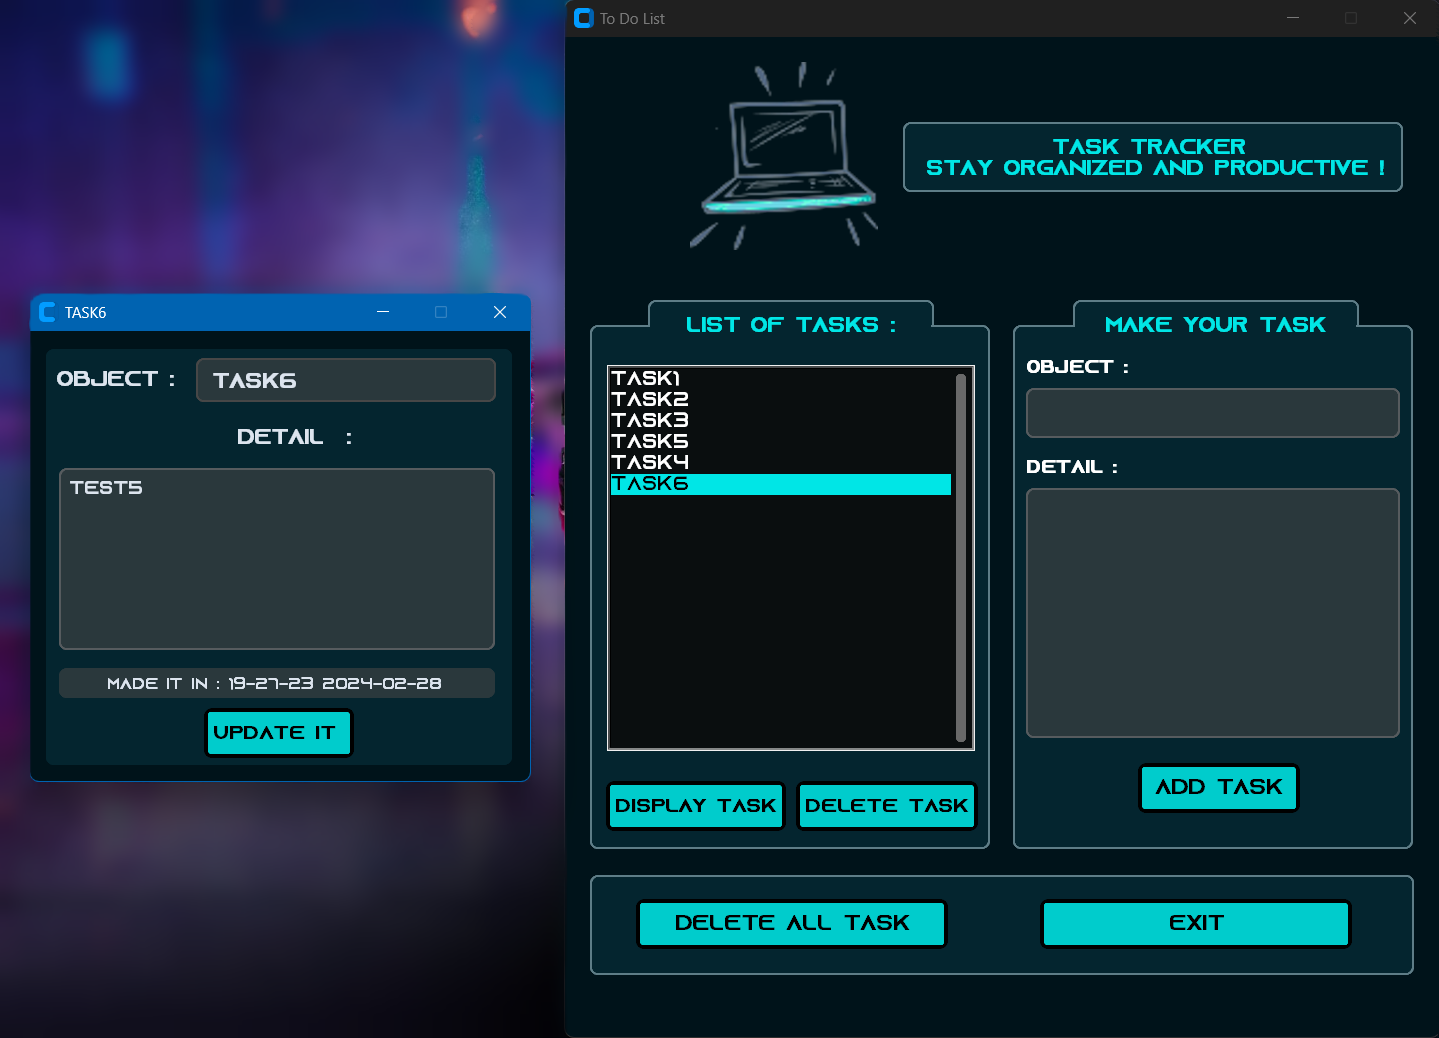 TASK6
OBJECT :
TASK6
DETAIL :
TEST5
MADE IT IN : 19-27-23 2024-02-28
UPDATE IT
To Do List
TASK TRACKER
STAY ORGANIZED AND PRODUCTIVE !
LIST OF TASKS :
TASK1
TASK2
TASK3
TASK5
TASK4
TASK6
DISPLAY TASK
DELETE TASK
MAKE YOUR TASK
OBJECT :
DETAIL :
ADD TASK
DELETE ALL TASK
EXIT